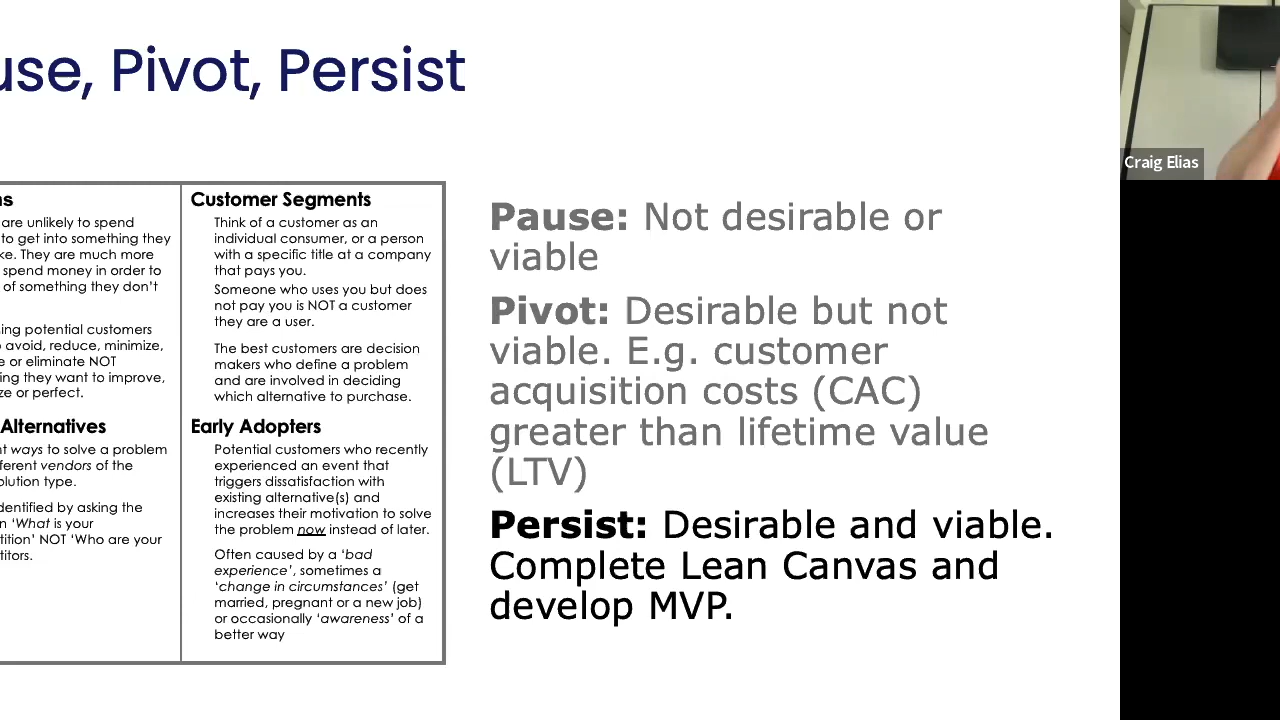 use, Pivot, Persist
Craig Elias
ns
are unlikely to spend
to get into something they
ke. They are much more
spend money in order to
of something they don't
ing potential customers
avoid, reduce, minimize,
e or eliminate NOT
ing they want to improve,
ze or perfect.
Alternatives
nt ways to solve a problem
ferent vendors of the
olution type.
dentified by asking the
n 'What is your
tition' NOT 'Who are your
titors.
Customer Segments
Think of a customer as an
individual consumer, or a person
with a specific title at a company
that pays you.
Someone who uses you but does
not pay you is NOT a customer
they are a user.
The best customers are decision
makers who define a problem
and are involved in deciding
which alternative to purchase.
Early Adopters
Potential customers who recently
experienced an event that
triggers dissatisfaction with
existing alternative(s) and
increases their motivation to solve
the problem now instead of later.
Often caused by a 'bad
experience', sometimes a
'change in circumstances' (get
married, pregnant or a new job)
or occasionally 'awareness' of a
better way
Pause: Not desirable or
viable
Pivot: Desirable but not
viable. E.g. customer
acquisition costs (CAC)
greater than lifetime value
(LTV)
Persist: Desirable and viable.
Complete Lean Canvas and
develop MVP.